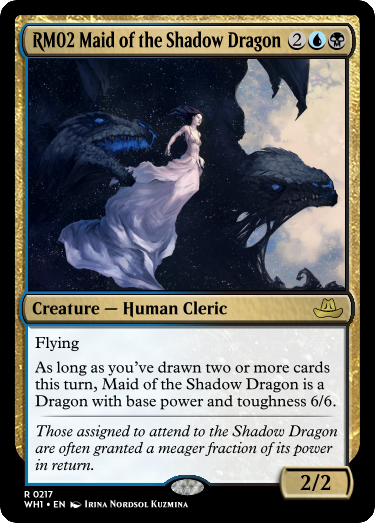 RM02 Maid of the Shadow Dragon 2
Creature — Human Cleric
Flying
As long as you've drawn two or more cards
this turn, Maid of the Shadow Dragon is a
Dragon with base power and toughness 6/6.
Those assigned to attend to the Shadow Dragon
are often granted a meager fraction of its power
in return.
2/2
R 0217
WH1 • EN Irina Nordsol Kuzmina